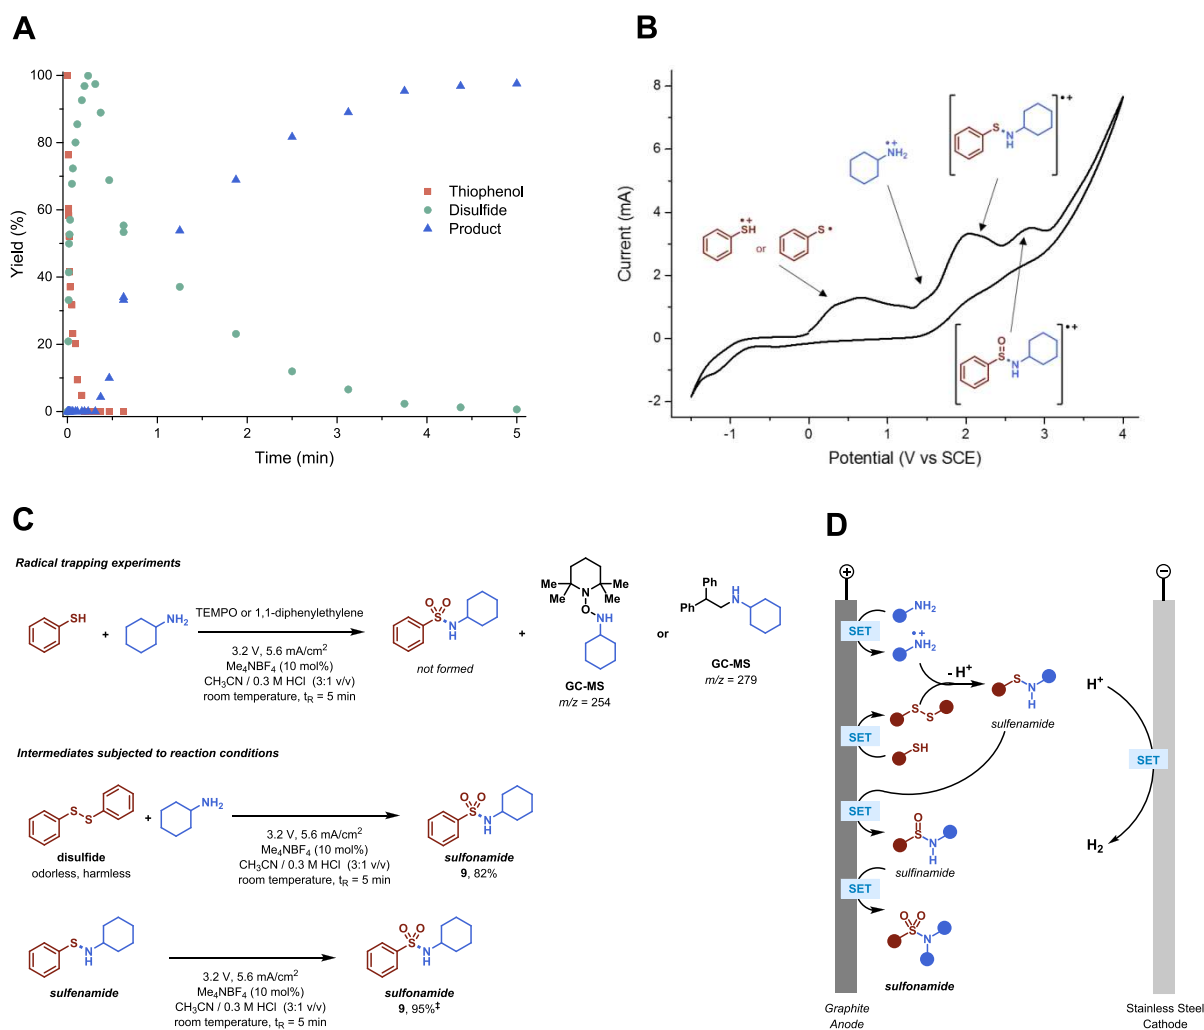 A
100
80
60
40
20
0
Yield (%)
0
1
2
3
4
5
Time (min)
Thiophenol
Disulfide
Product
B
8
6
4
2
0
-2
Current (mA)
-1
0
1
2
3
4
Potential (V vs SCE)
•+
SH
or
S•
•+
NH2
S
N
H
•+
O
S
N
H
•+
C
Radical trapping experiments
SH
+
NH2
TEMPO or 1,1-diphenylethylene
3.2 V, 5.6 mA/cm2
Me4NBF4 (10 mol%)
CH3CN / 0.3 M HCl (3:1 v/v)
room temperature, tR = 5 min
O O
S
N
H
not formed
+
Me Me
N
Me Me
O
NH
GC-MS
m/z = 254
or
Ph
Ph
H
N
GC-MS
m/z = 279
Intermediates subjected to reaction conditions
S
S
disulfide
odorless, harmless
+
NH2
3.2 V, 5.6 mA/cm2
Me4NBF4 (10 mol%)
CH3CN / 0.3 M HCl (3:1 v/v)
room temperature, tR = 5 min
O O
S
N
H
sulfonamide
9, 82%
S
N
H
sulfenamide
3.2 V, 5.6 mA/cm2
Me4NBF4 (10 mol%)
CH3CN / 0.3 M HCl (3:1 v/v)
room temperature, tR = 5 min
O O
S
N
H
sulfonamide
9, 95%‡
D
+
−
NH2
SET
•+
NH2
- H+
S
N
H
sulfenamide
S
S
SET
SH
H+
SET
H2
SET
O
S
N
H
sulfinamide
SET
O O
S
N
sulfonamide
Graphite
Anode
Stainless Steel
Cathode